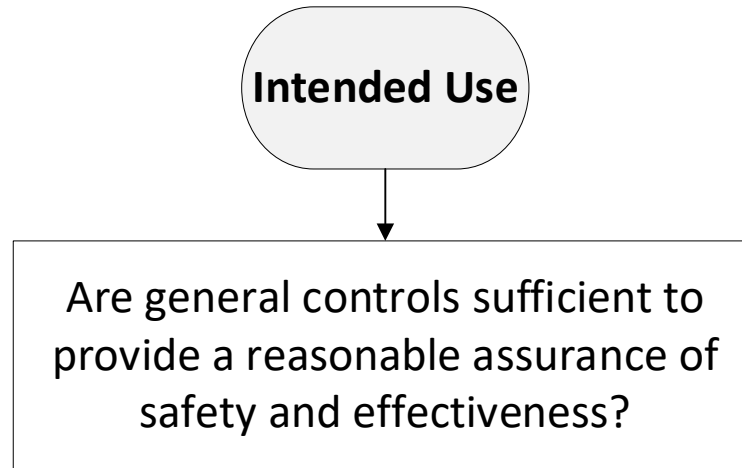 Intended Use
Are general controls sufficient to
provide a reasonable assurance of
safety and effectiveness?